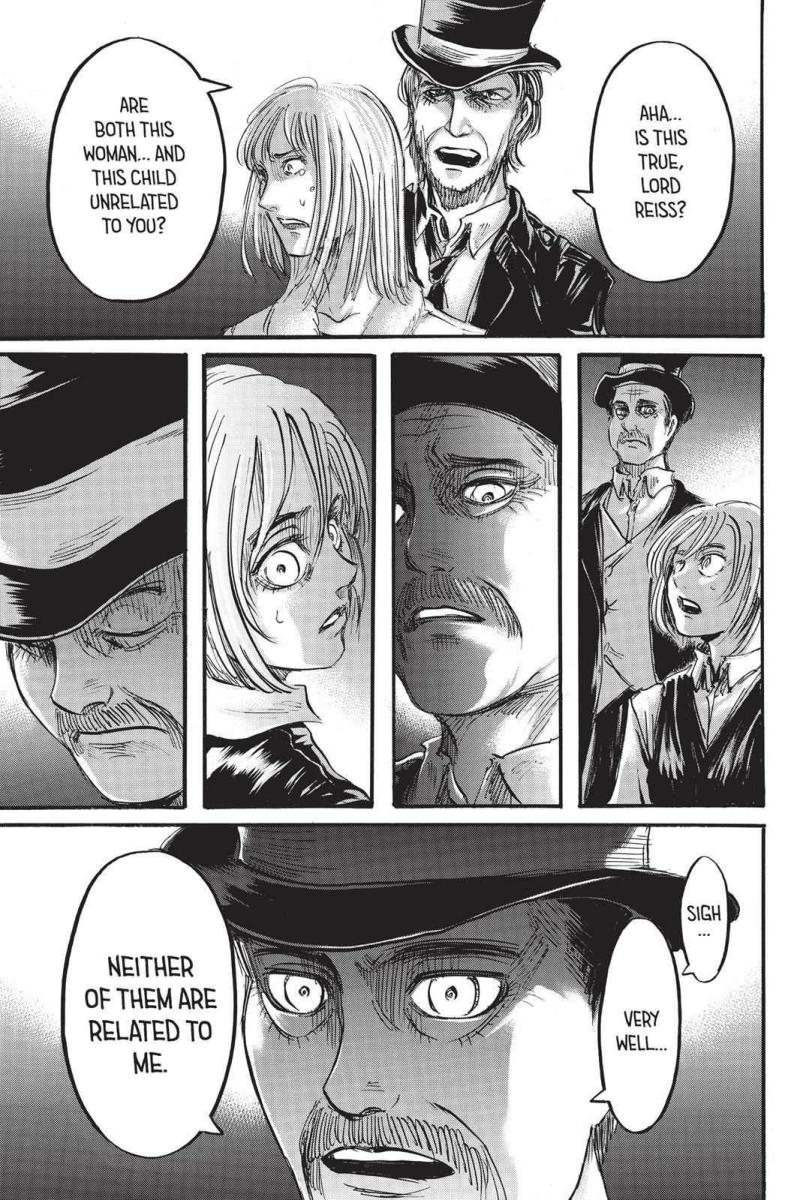 AHA...
IS THIS
TRUE,
LORD
REISS?
ARE
BOTH THIS
WOMAN... AND
THIS CHILD
UNRELATED
TO YOU?
SIGH
...
VERY
WELL...
NEITHER
OF THEM ARE
RELATED TO
ME.